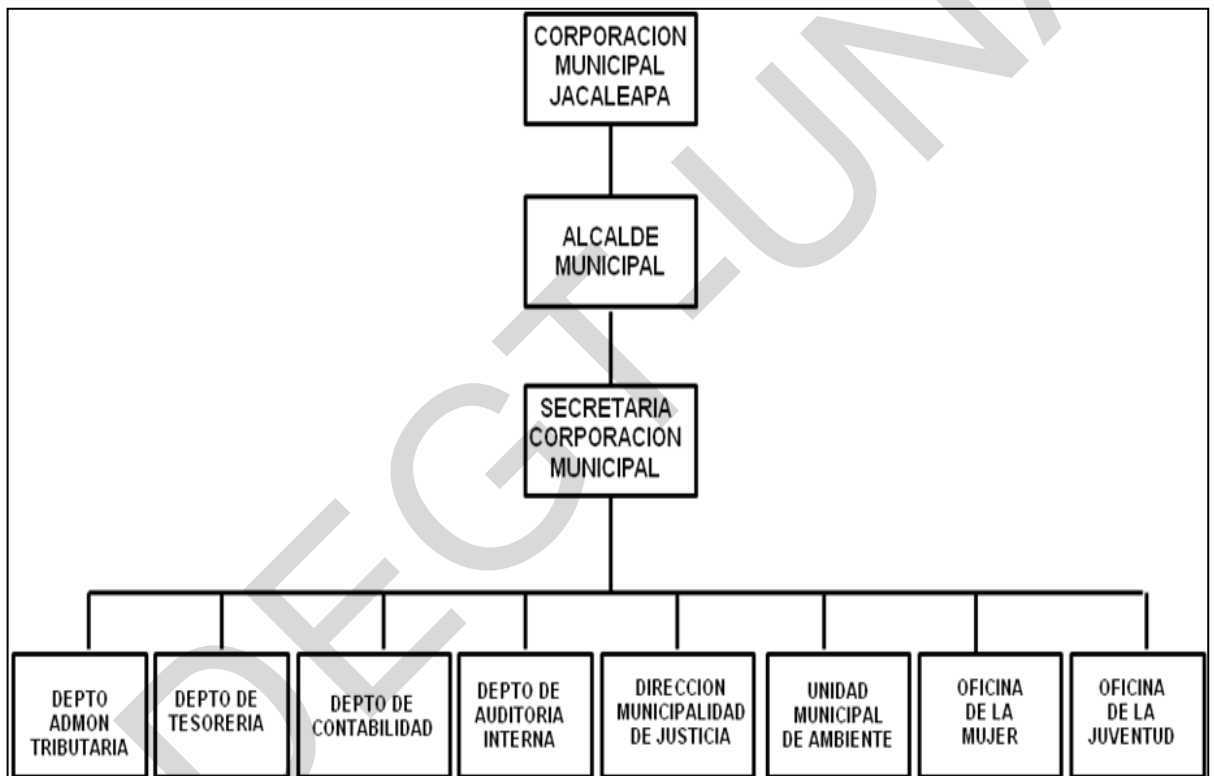 CORPORACION
MUNICIPAL
JACALEAPA
ALCALDE
MUNICIPAL
SECRETARIA
CORPORACION
MUNICIPAL
DEPTO
ADMON
TRIBUTARIA
DEPTO DE
TESORERIA
DEPTO DE
CONTABILIDAD
DEPTO DE
AUDITORIA
INTERNA
DIRECCION
MUNICIPALIDAD
DE JUSTICIA
UNIDAD
MUNICIPAL
DE AMBIENTE
OFICINA
DE LA
MUJER
OFICINA
DE LA
JUVENTUD